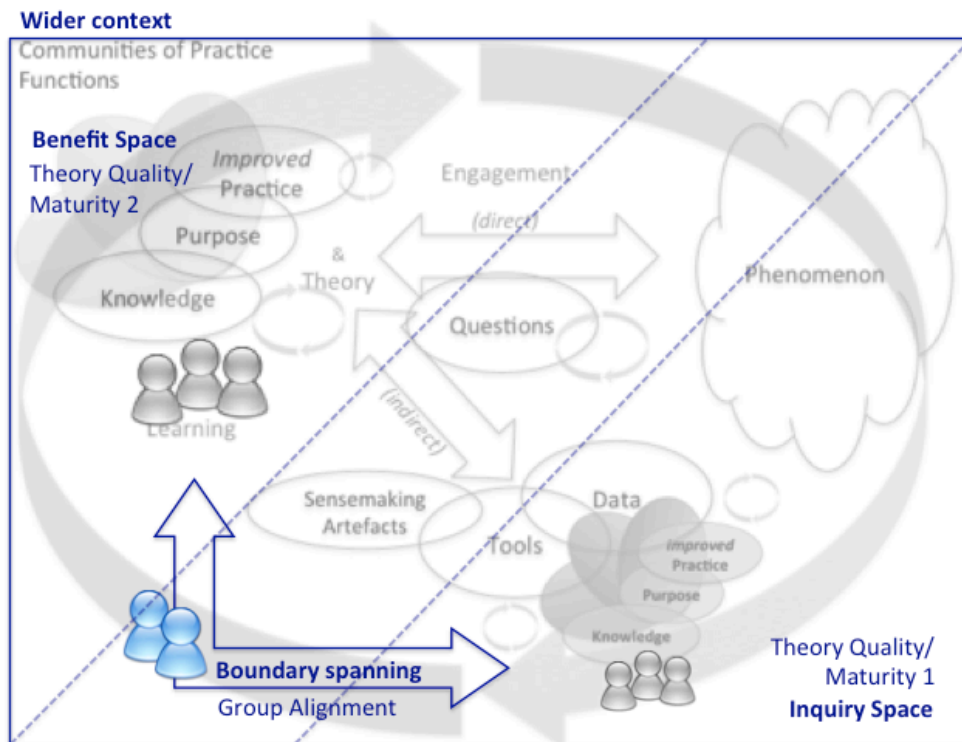 Wider context
Communities of Practice
Functions
Benefit Space
Theory Quality/
Maturity 2
Improved
Practice
Purpose
Knowledge
Learning
Engagement
(direct)
&
Theory
Questions
(indirect)
Phenomenon
Sensemaking
Artefacts
Data
Tools
Improved
Practice
Purpose
Knowledge
Boundary spanning
Group Alignment
Theory Quality/
Maturity 1
Inquiry Space